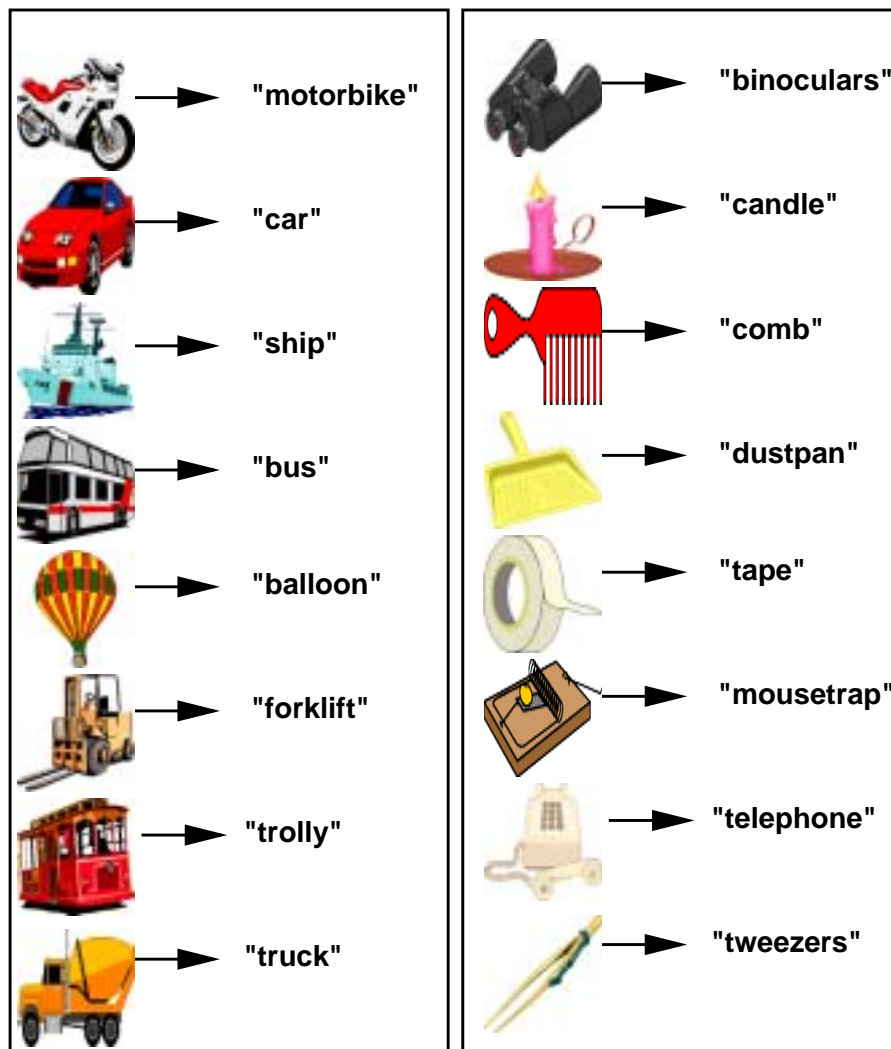 "motorbike"
"car"
"ship"
"bus"
"balloon"
"forklift"
"trolly"
"truck"
"binoculars"
"candle"
"comb"
"dustpan"
"tape"
"mousetrap"
"telephone"
"tweezers"